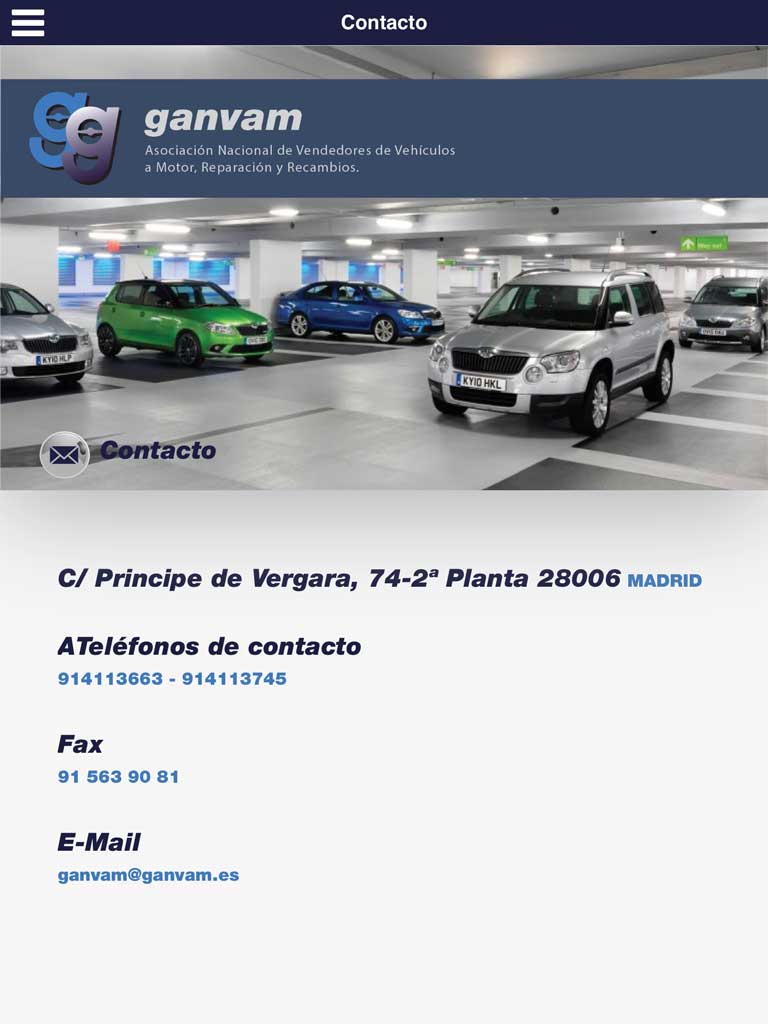 Contacto
ganvam
Asociación Nacional de Vendedores de Vehículos
a Motor, Reparación y Recambios.
KY10 HLP
KY10 HKL
Contacto
C/ Principe de Vergara, 74-2ª Planta 28006 MADRID
ATeléfonos de contacto
914113663 - 914113745
Fax
91 563 90 81
E-Mail
ganvam@ganvam.es